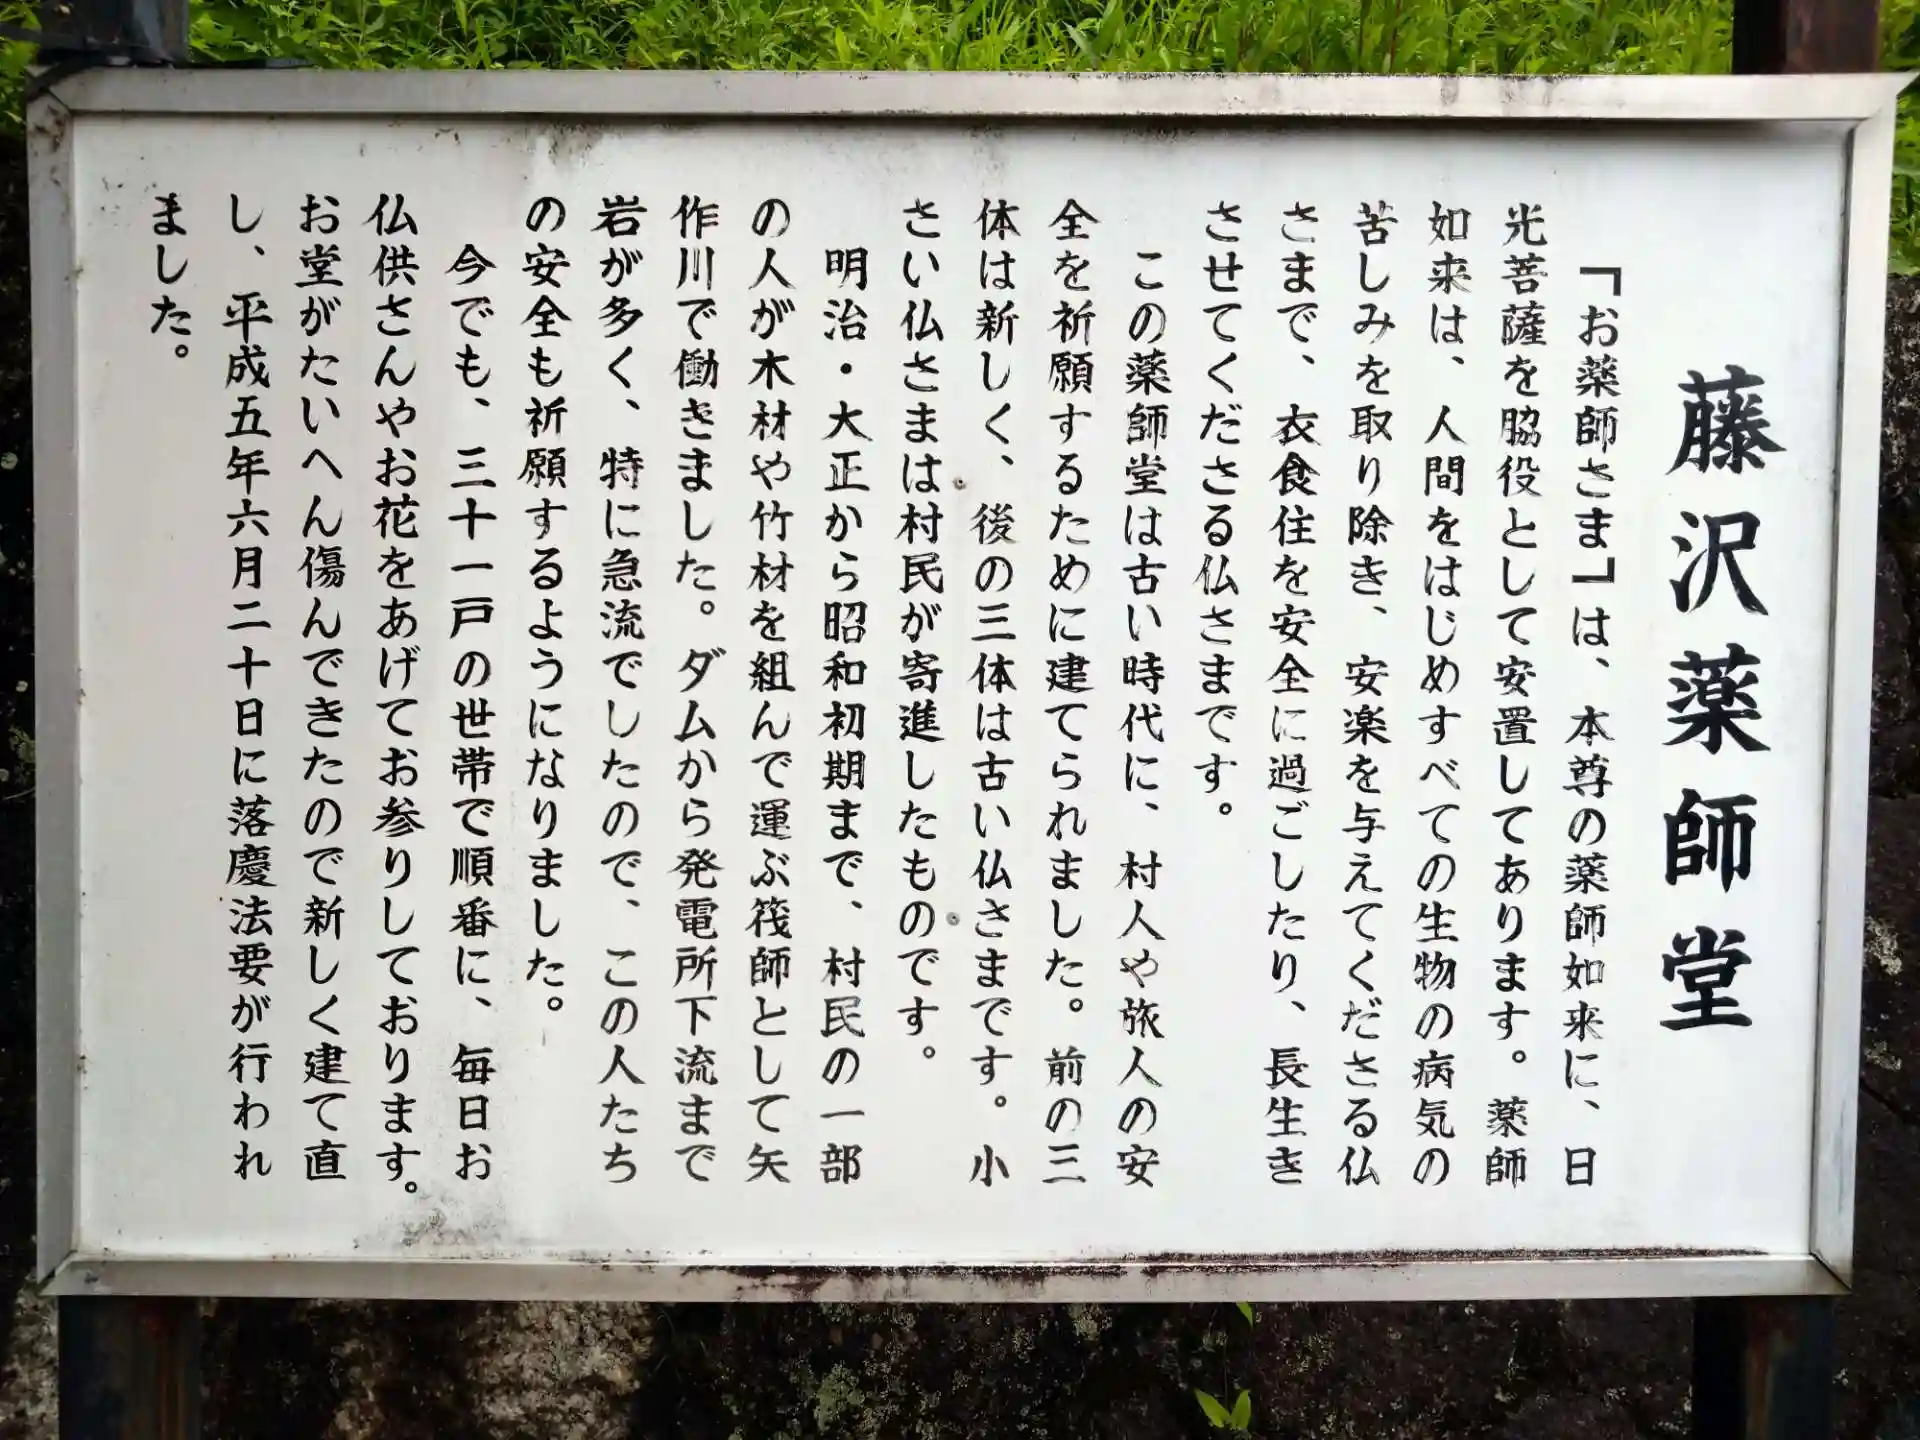 藤沢薬師堂
「お薬師さま」は、本尊の薬師如来に、日
光菩薩を脇役として安置してあります。薬師
如来は、人間をはじめすべての生物の病気の
苦しみを取り除き、安楽を与えてくださる仏
さまで、衣食住を安全に過ごしたり、長生き
させてくださる仏さまです。
この薬師堂は古い時代に、村人や旅人の安
全を祈願するために建てられました。前の三
体は新しく、後の三体は古い仏さまです。小
さい仏さまは村民が寄進したものです。
明治・大正から昭和初期まで、村民の一部
の人が木材や竹材を組んで運ぶ筏師として矢
作川で働きました。ダムから発電所下流まで
岩が多く、特に急流でしたので、この人たち
の安全も祈願するようになりました。
今でも、三十一戸の世帯で順番に、毎日お
仏供さんやお花をあげてお参りしております。
お堂がたいへん傷んできたので新しく建て直
し、平成五年六月二十日に落慶法要が行われ
ました。